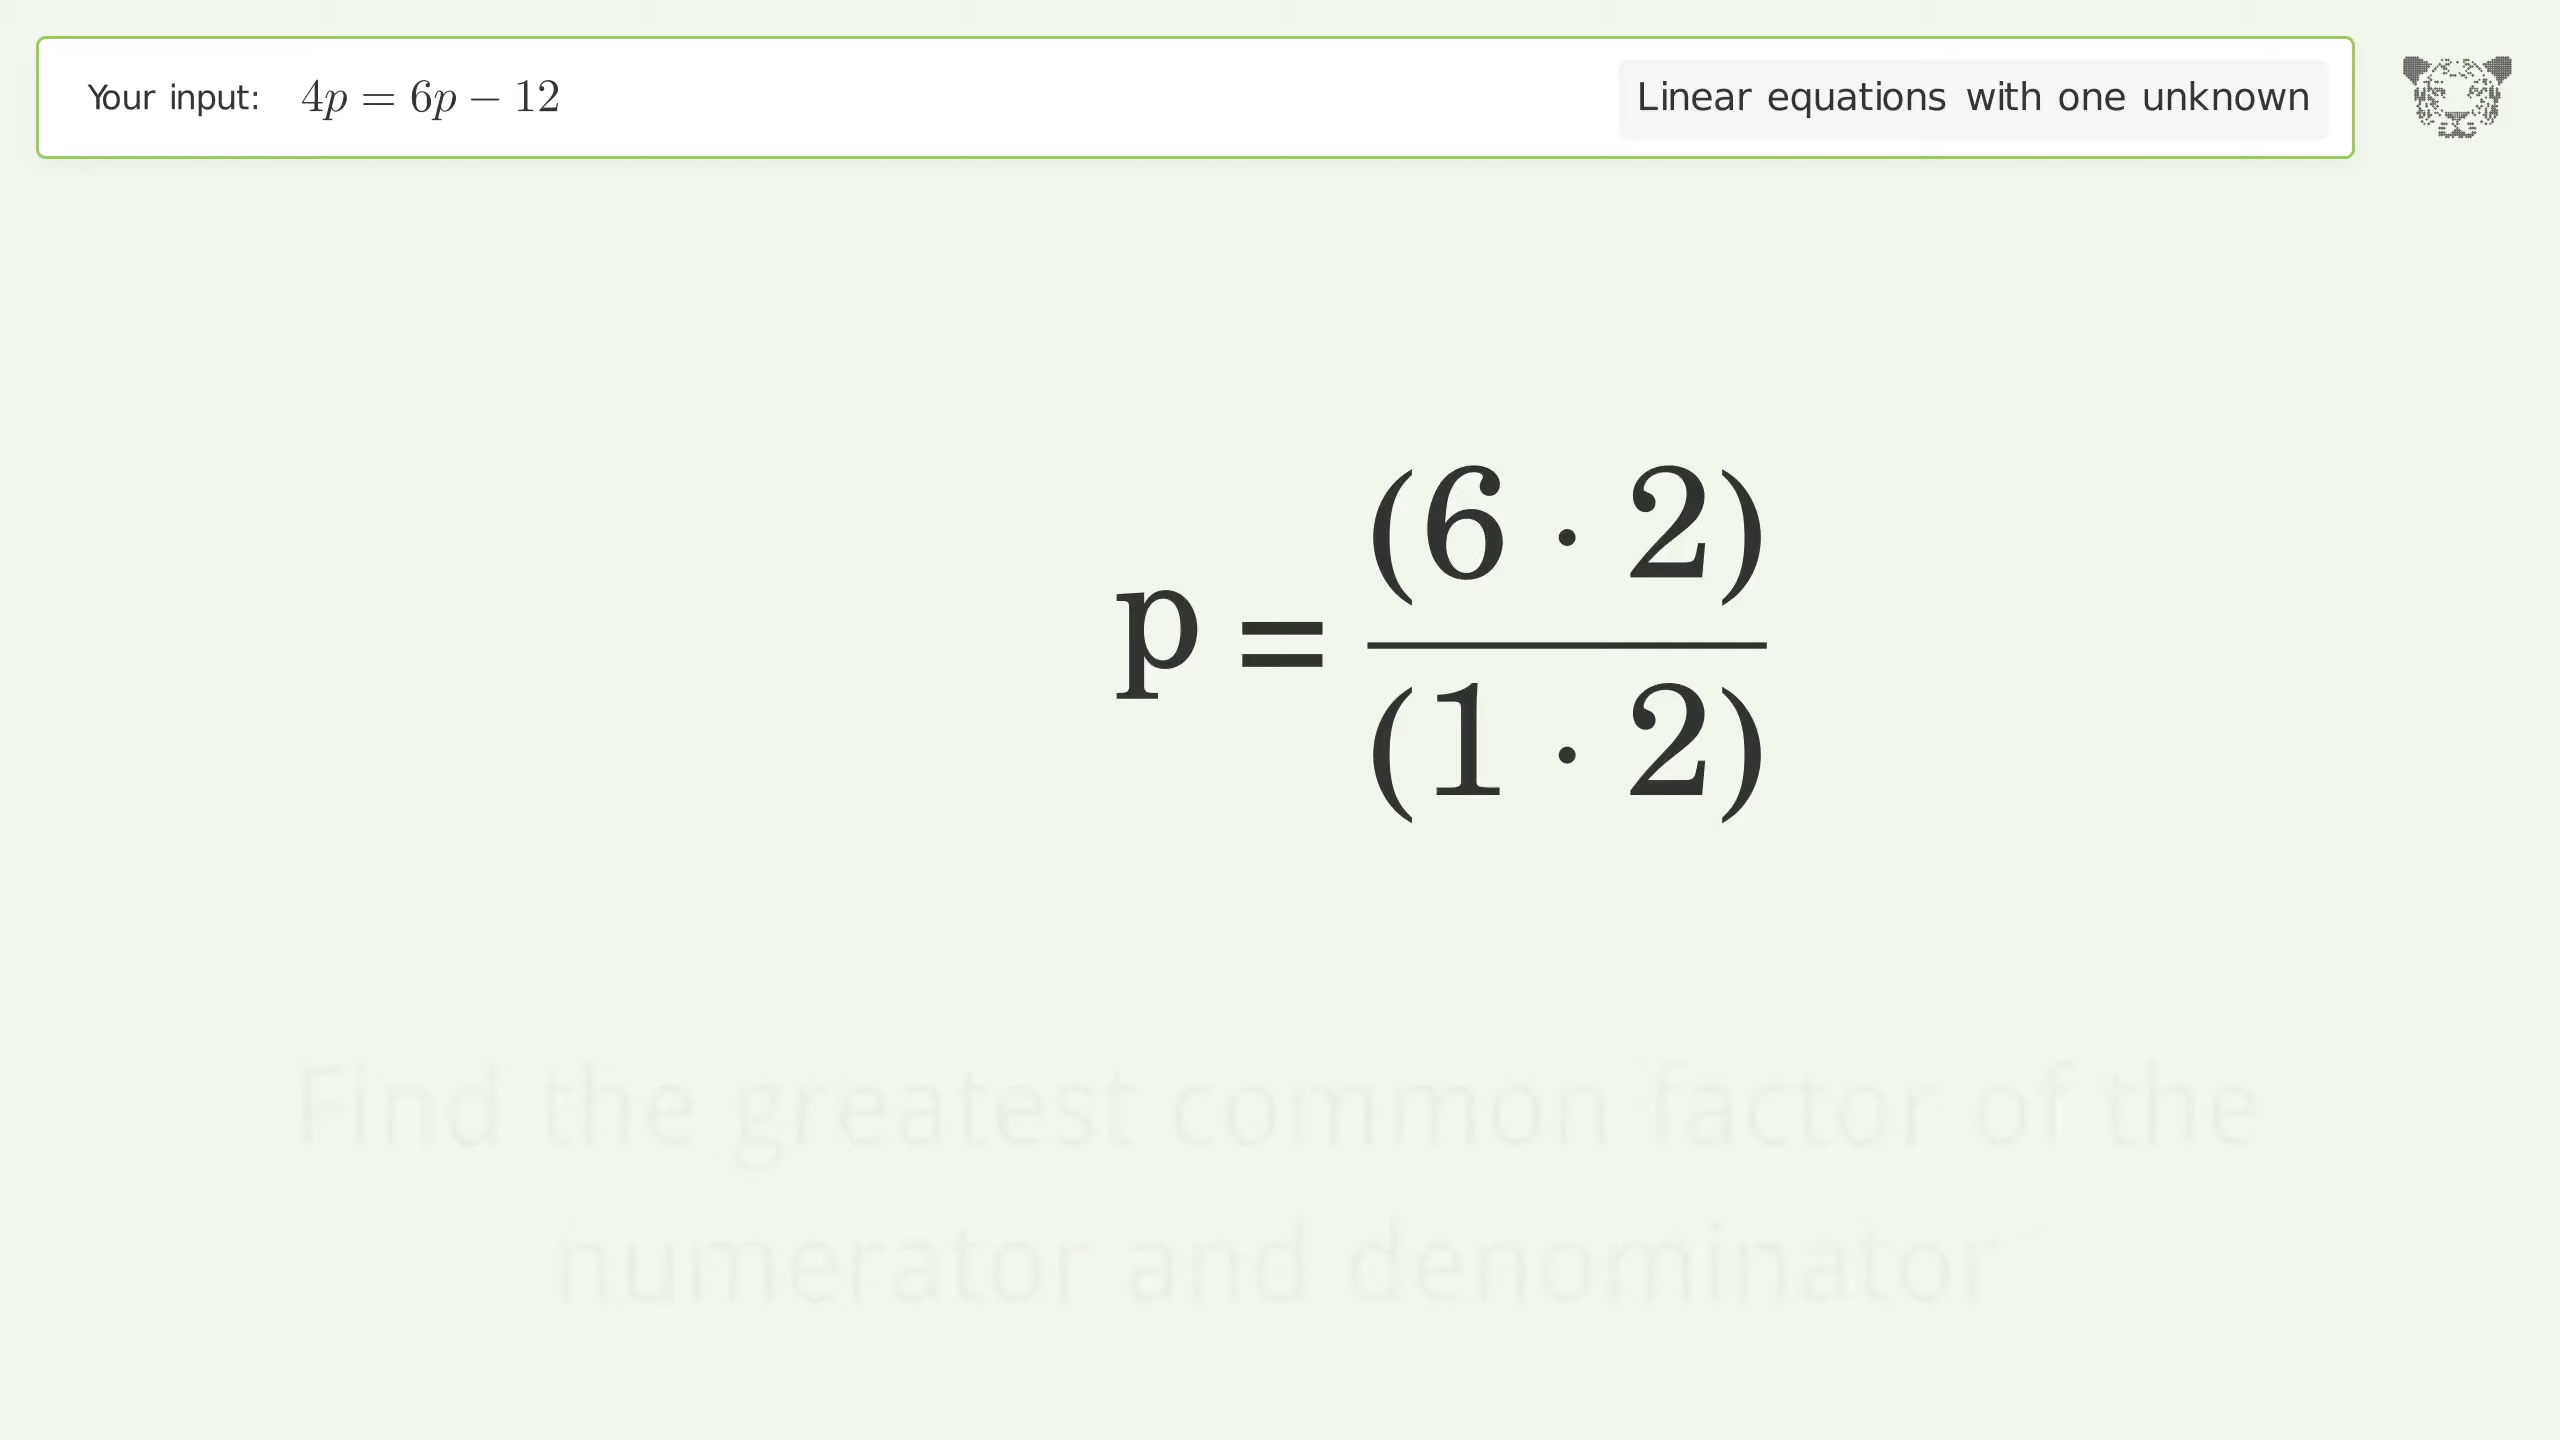 Your input: 4p = 6p − 12
Linear equations with one unknown
p = (6 · 2) / (1 · 2)
Find the greatest common factor of the
numerator and denominator